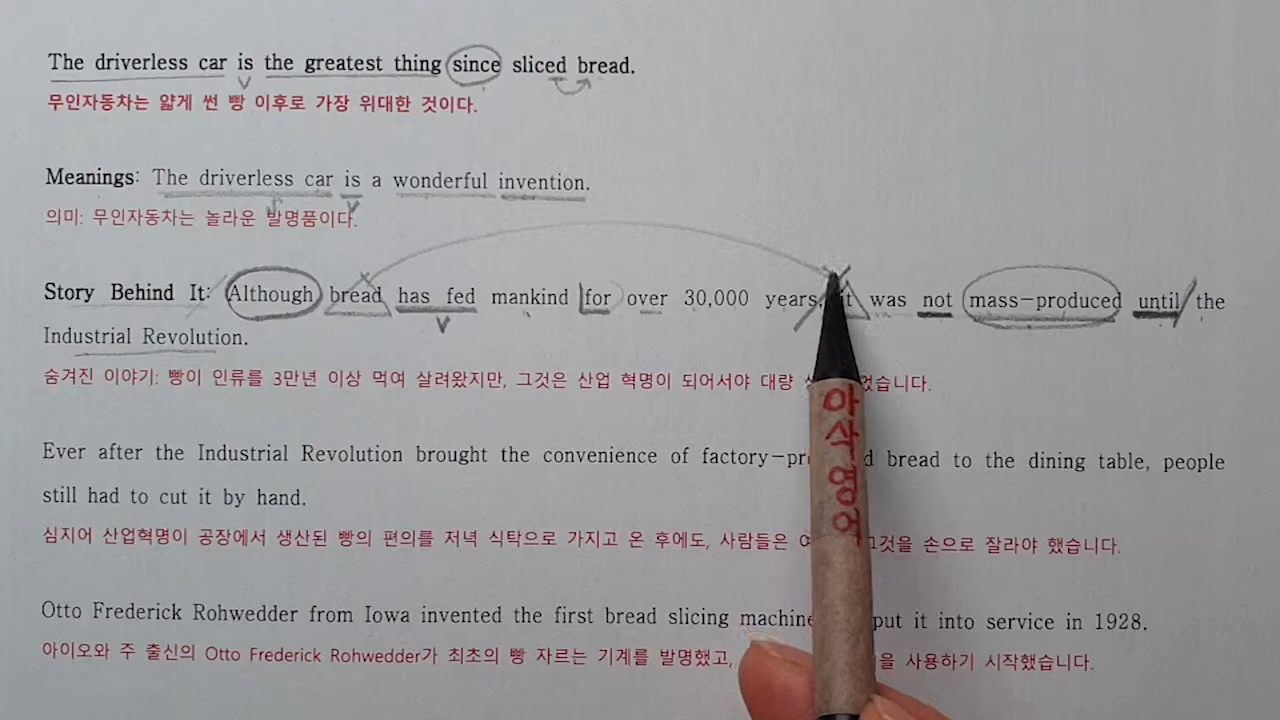 The driverless car is the greatest thing since sliced bread.
무인자동차는 얇게 썬 빵 이후로 가장 위대한 것이다.
Meanings: The driverless car is a wonderful invention.
의미: 무인자동차는 놀라운 발명품이다.
Story Behind It: Although bread has fed mankind for over 30,000 years, it was not mass-produced until the
Industrial Revolution.
숨겨진 이야기: 빵이 인류를 3만년 이상 먹여 살려왔지만, 그것은 산업 혁명이 되어서야 대량
Ever after the Industrial Revolution brought the convenience of bread to the dining table, people
still had to cut it by hand.
심지어 산업혁명이 공장에서 생산된 빵의 편의를 저녁 식탁으로 가지고 온 후에도, 사람들은 손으로 잘라야 했습니다.
Otto Frederick Rohwedder from Iowa invented the first bread slicing machine put it into service in 1928.
아이오와 주 출신의 Otto Frederick Rohwedder가 최초의 빵 자르는 기계를 발명했고, 사용하기 시작했습니다.
아삭영어